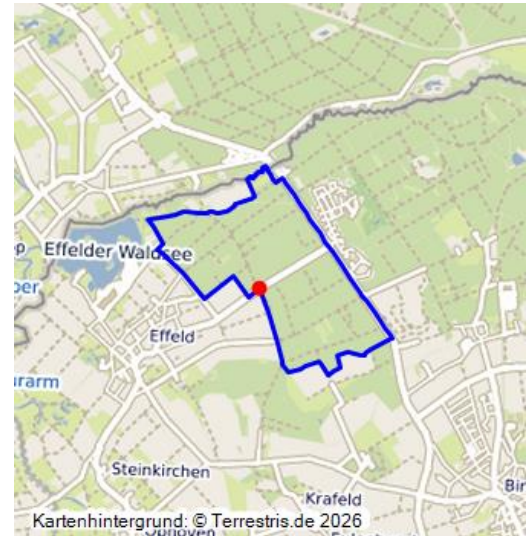 Effelder Waldsee
Effeld
Steinkirchen
Krafeld
Kartenhintergrund: © Terrestris.de 2026